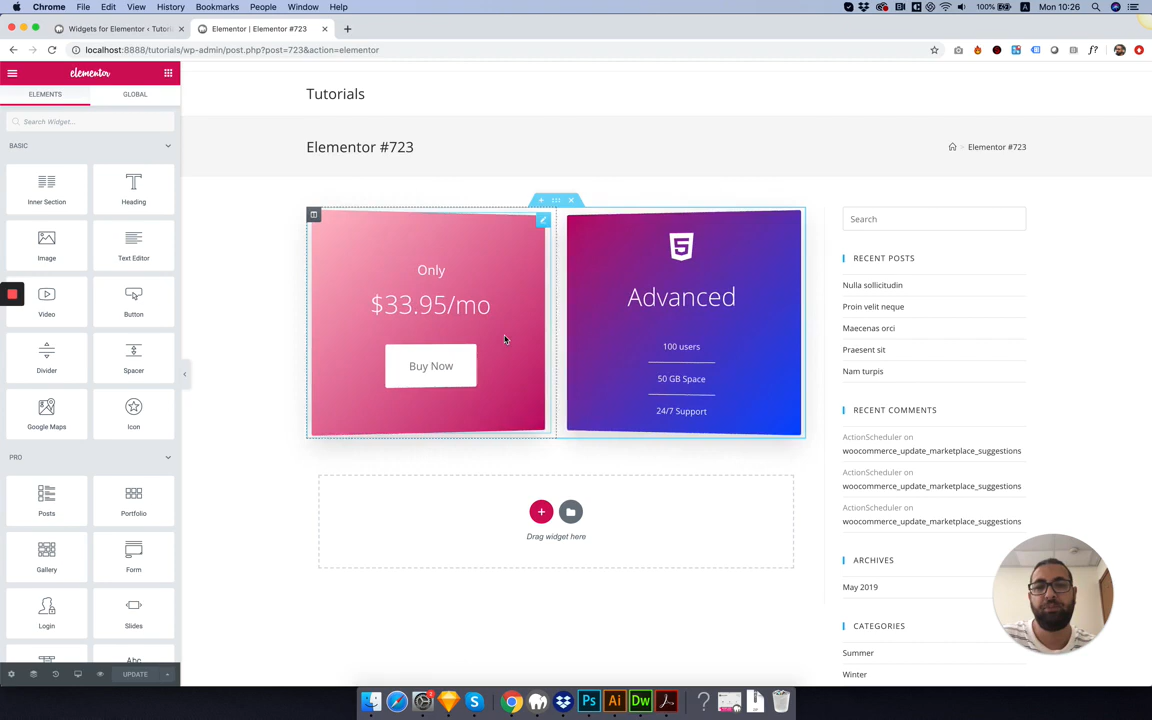 Chrome File Edit View History Bookmarks People Window Help
100% Mon 10:26
Widgets for Elementor ‹ Tutori
Elementor | Elementor #723
localhost:8888/tutorials/wp-admin/post.php?post=723&action=elementor
f?
elementor
ELEMENTS GLOBAL
Search Widget...
BASIC
Inner Section
Heading
Image
Text Editor
Video
Button
Divider
Spacer
Google Maps
Icon
PRO
Posts
Portfolio
Gallery
Form
Login
Slides
Abc
UPDATE
Tutorials
Elementor #723
> Elementor #723
Only
$33.95/mo
Buy Now
Advanced
100 users
50 GB Space
24/7 Support
Drag widget here
Search
RECENT POSTS
Nulla sollicitudin
Proin velit neque
Maecenas orci
Praesent sit
Nam turpis
RECENT COMMENTS
ActionScheduler on
woocommerce_update_marketplace_suggestions
ActionScheduler on
woocommerce_update_marketplace_suggestions
ActionScheduler on
woocommerce_update_marketplace_suggestions
ARCHIVES
May 2019
CATEGORIES
Summer
Winter
Ps Ai Dw